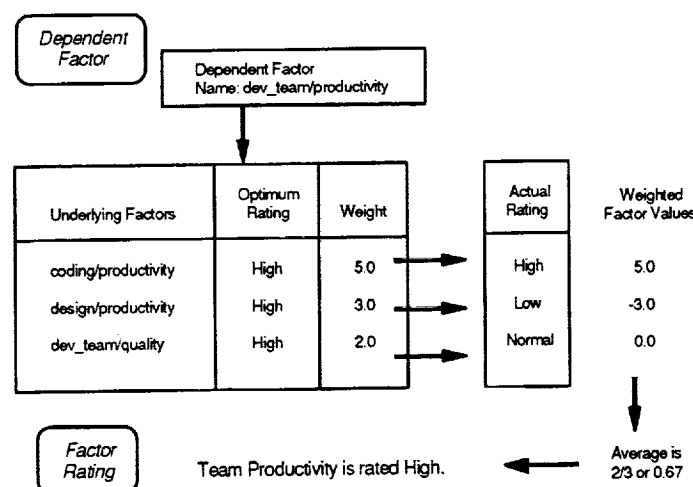 Dependent
Factor
Dependent Factor
Name: dev_team/productivity
Underlying Factors
Optimum
Rating
Weight
Actual
Rating
Weighted
Factor Values
coding/productivity High 5.0 High 5.0
design/productivity High 3.0 Low -3.0
dev_team/quality High 2.0 Normal 0.0
Factor
Rating
Team Productivity is rated High.
Average is
2/3 or 0.67